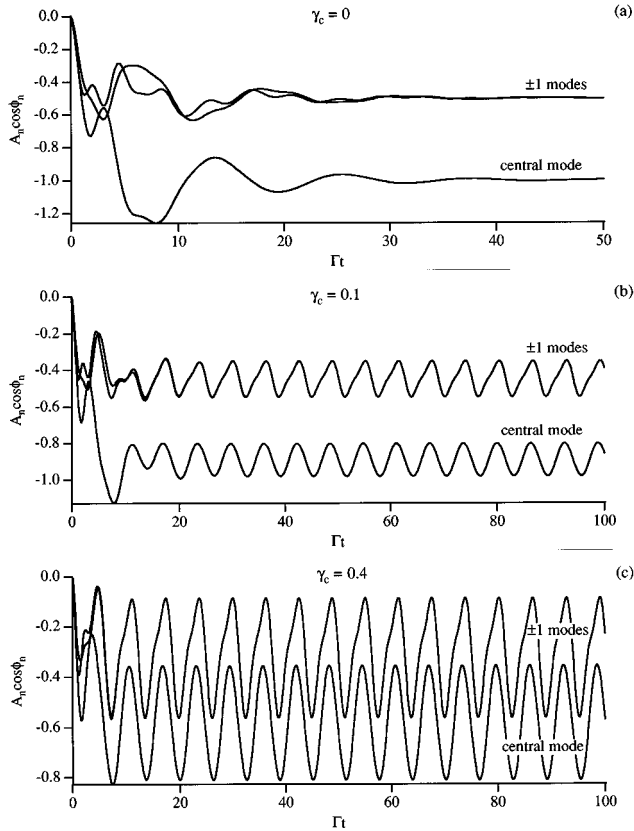 γc = 0
(a)
0.0
-0.2
-0.4
-0.6
-0.8
-1.0
-1.2
AnCosϕn
±1 modes
central mode
0 10 20 30 40 50
Γt
γc = 0.1
(b)
0.0
-0.2
-0.4
-0.6
-0.8
-1.0
AnCosϕn
±1 modes
central mode
0 20 40 60 80 100
Γt
γc = 0.4
(c)
0.0
-0.2
-0.4
-0.6
-0.8
AnCosϕn
±1 modes
central mode
0 20 40 60 80 100
Γt